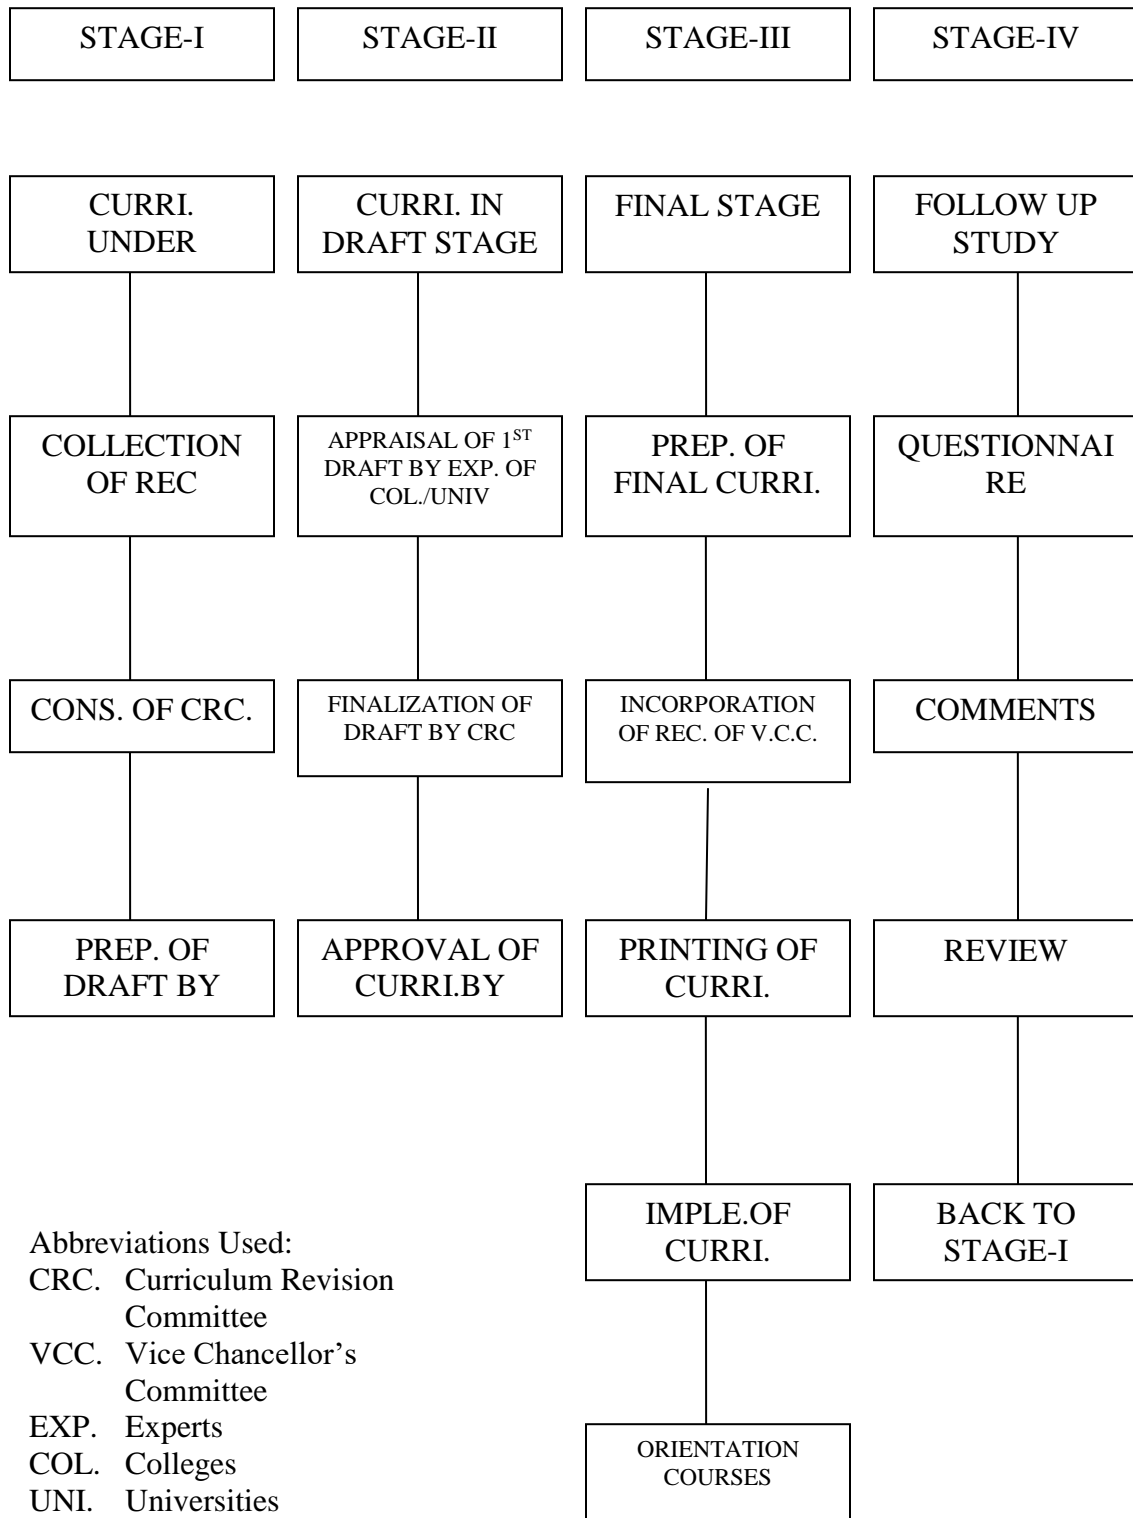 STAGE-I
STAGE-II
STAGE-III
STAGE-IV
CURRI.
UNDER
CURRI. IN
DRAFT STAGE
FINAL STAGE
FOLLOW UP
STUDY
COLLECTION
OF REC
APPRAISAL OF 1ST
DRAFT BY EXP. OF
COL./UNIV
PREP. OF
FINAL CURRI.
QUESTIONNAI
RE
CONS. OF CRC.
FINALIZATION OF
DRAFT BY CRC
INCORPORATION
OF REC. OF V.C.C.
COMMENTS
PREP. OF
DRAFT BY
APPROVAL OF
CURRI.BY
PRINTING OF
CURRI.
REVIEW
IMPLE.OF
CURRI.
BACK TO
STAGE-I
ORIENTATION
COURSES
Abbreviations Used:
CRC. Curriculum Revision
Committee
VCC. Vice Chancellor’s
Committee
EXP. Experts
COL. Colleges
UNI. Universities